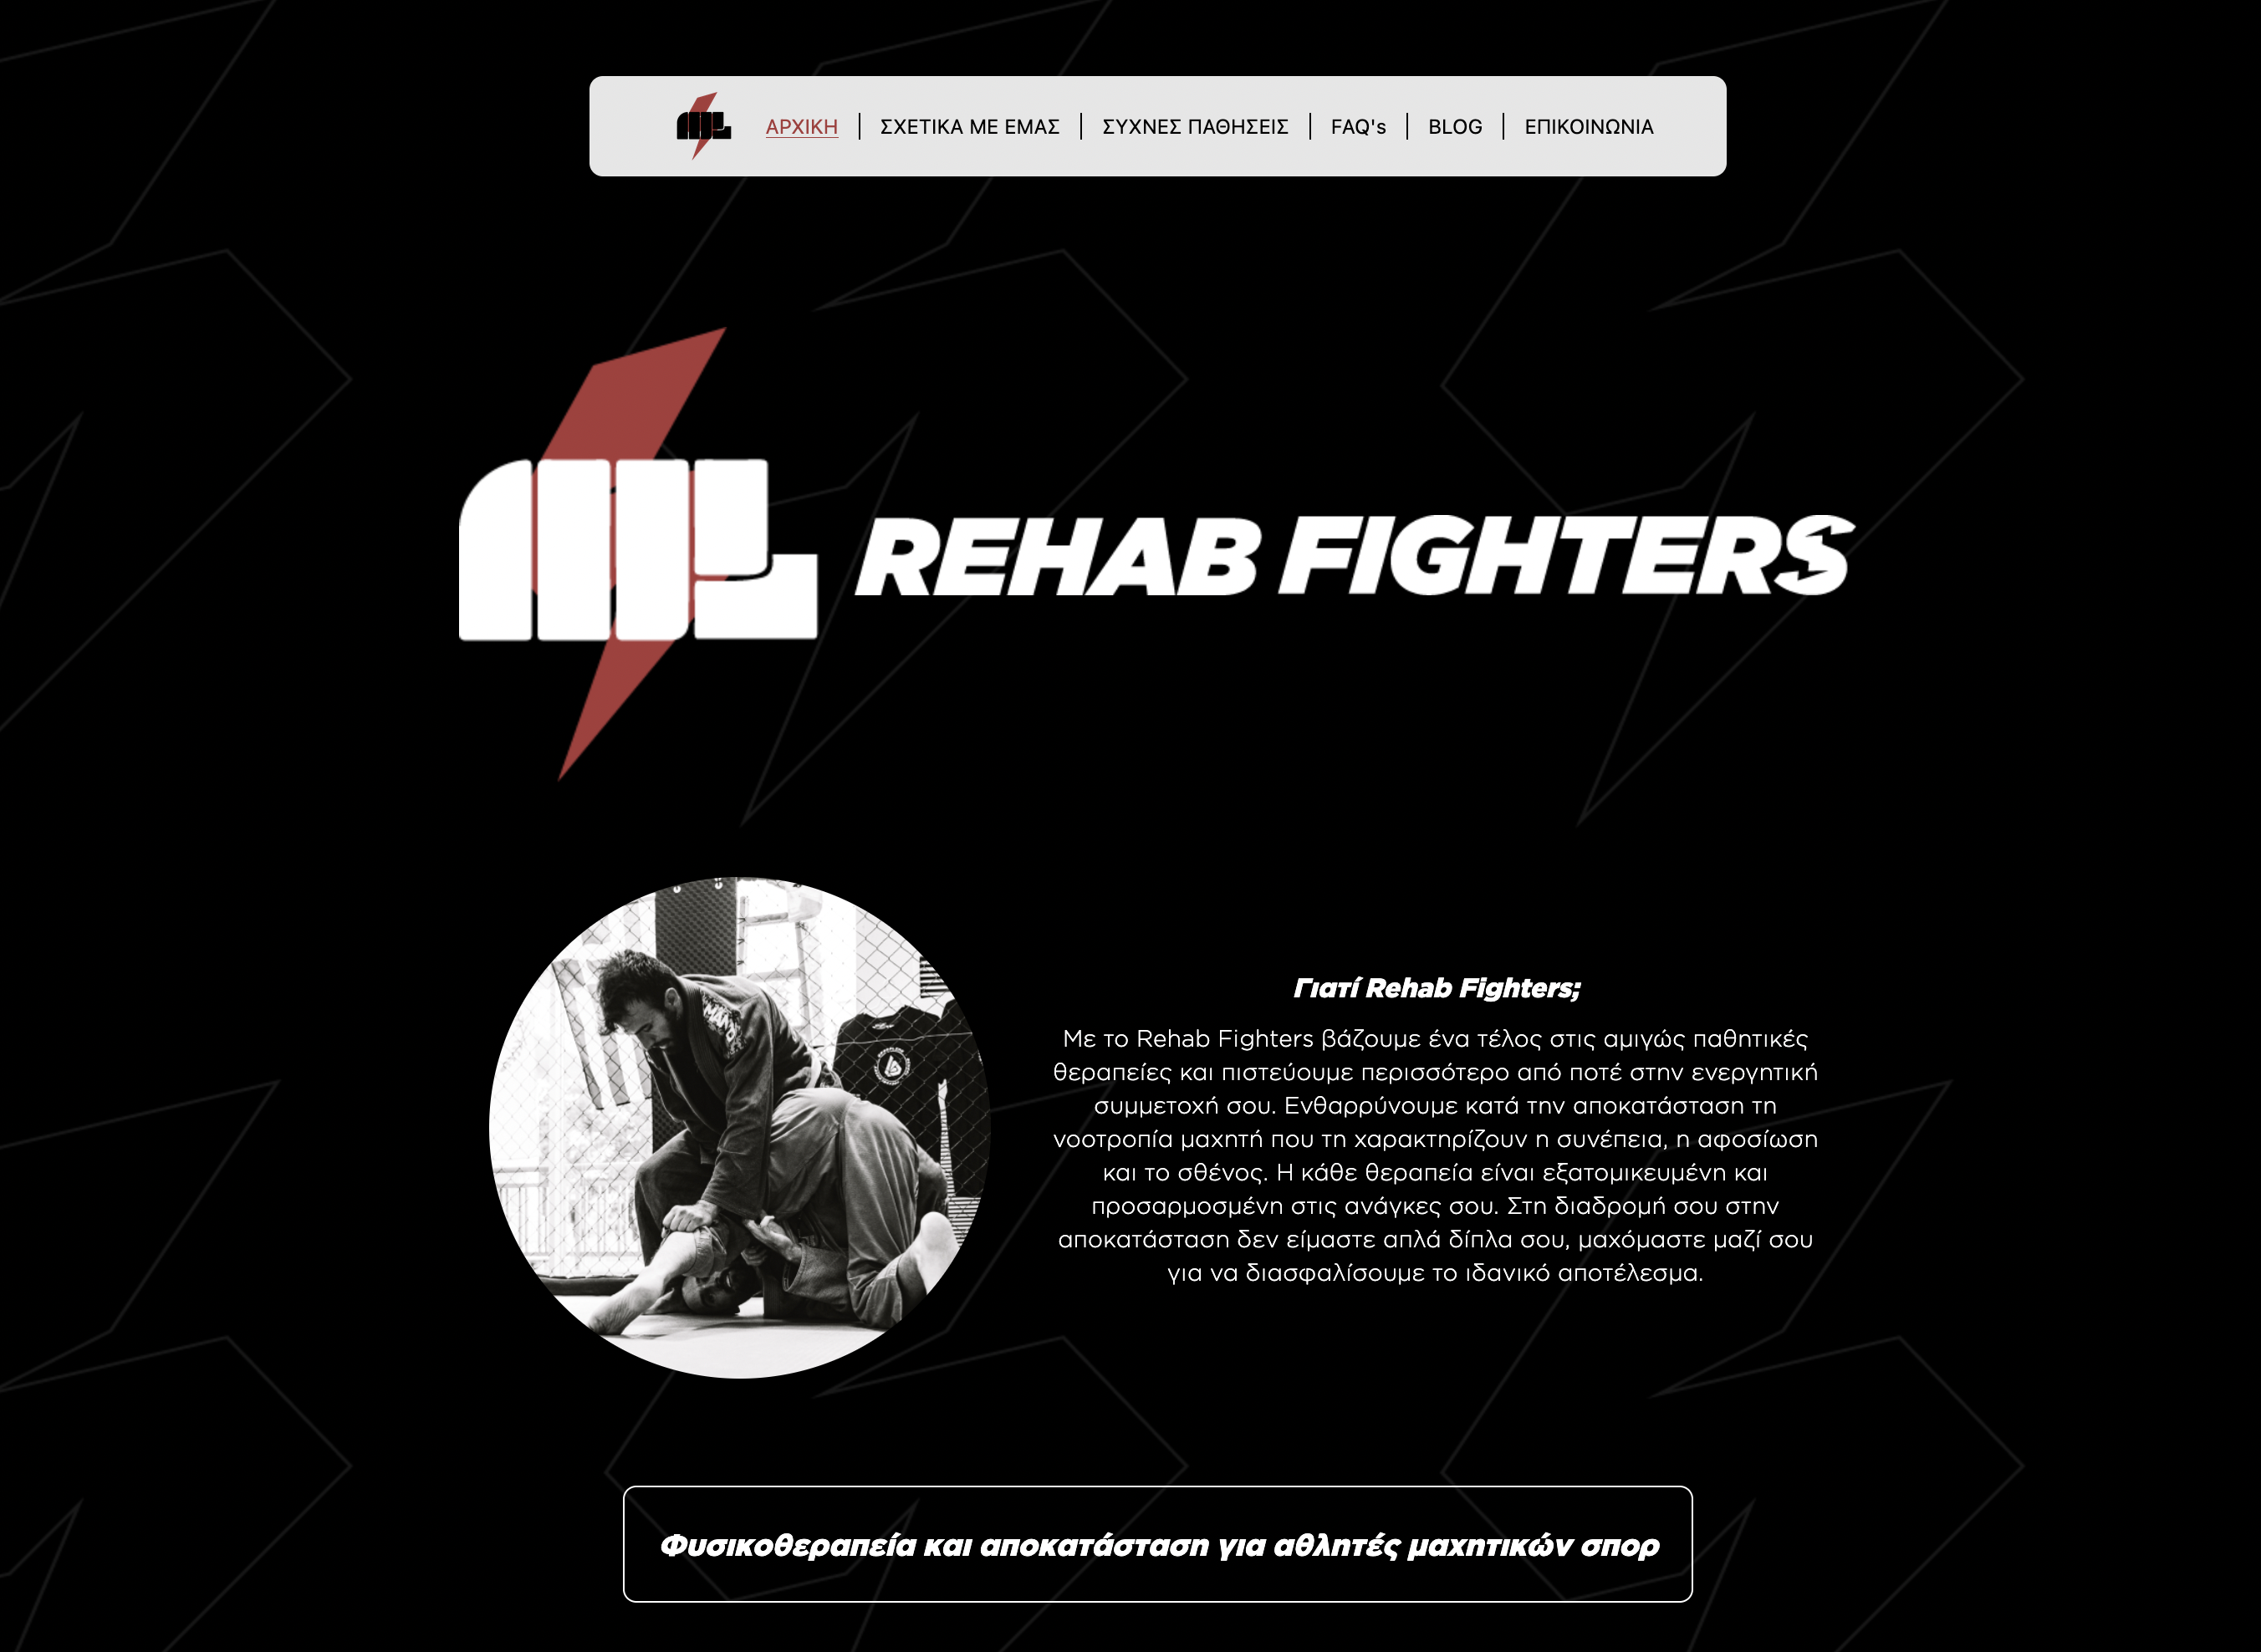 ΑΡΧΙΚΗ ΣΧΕΤΙΚΑ ΜΕ ΕΜΑΣ ΣΥΧΝΕΣ ΠΑΘΗΣΕΙΣ FAQ's BLOG ΕΠΙΚΟΙΝΩΝΙΑ
REHAB FIGHTERS
Γιατί Rehab Fighters;
Με το Rehab Fighters βάζουμε ένα τέλος στις αμιγώς παθητικές
θεραπείες και πιστεύουμε περισσότερο από ποτέ στην ενεργητική
συμμετοχή σου. Ενθαρρύνουμε κατά την αποκατάσταση τη
νοοτροπία μαχητή που τη χαρακτηρίζουν η συνέπεια, η αφοσίωση
και το σθένος. Η κάθε θεραπεία είναι εξατομικευμένη και
προσαρμοσμένη στις ανάγκες σου. Στη διαδρομή σου στην
αποκατάσταση δεν είμαστε απλά δίπλα σου, μαχόμαστε μαζί σου
για να διασφαλίσουμε το ιδανικό αποτέλεσμα.
Φυσικοθεραπεία και αποκατάσταση για αθλητές μαχητικών σπορ